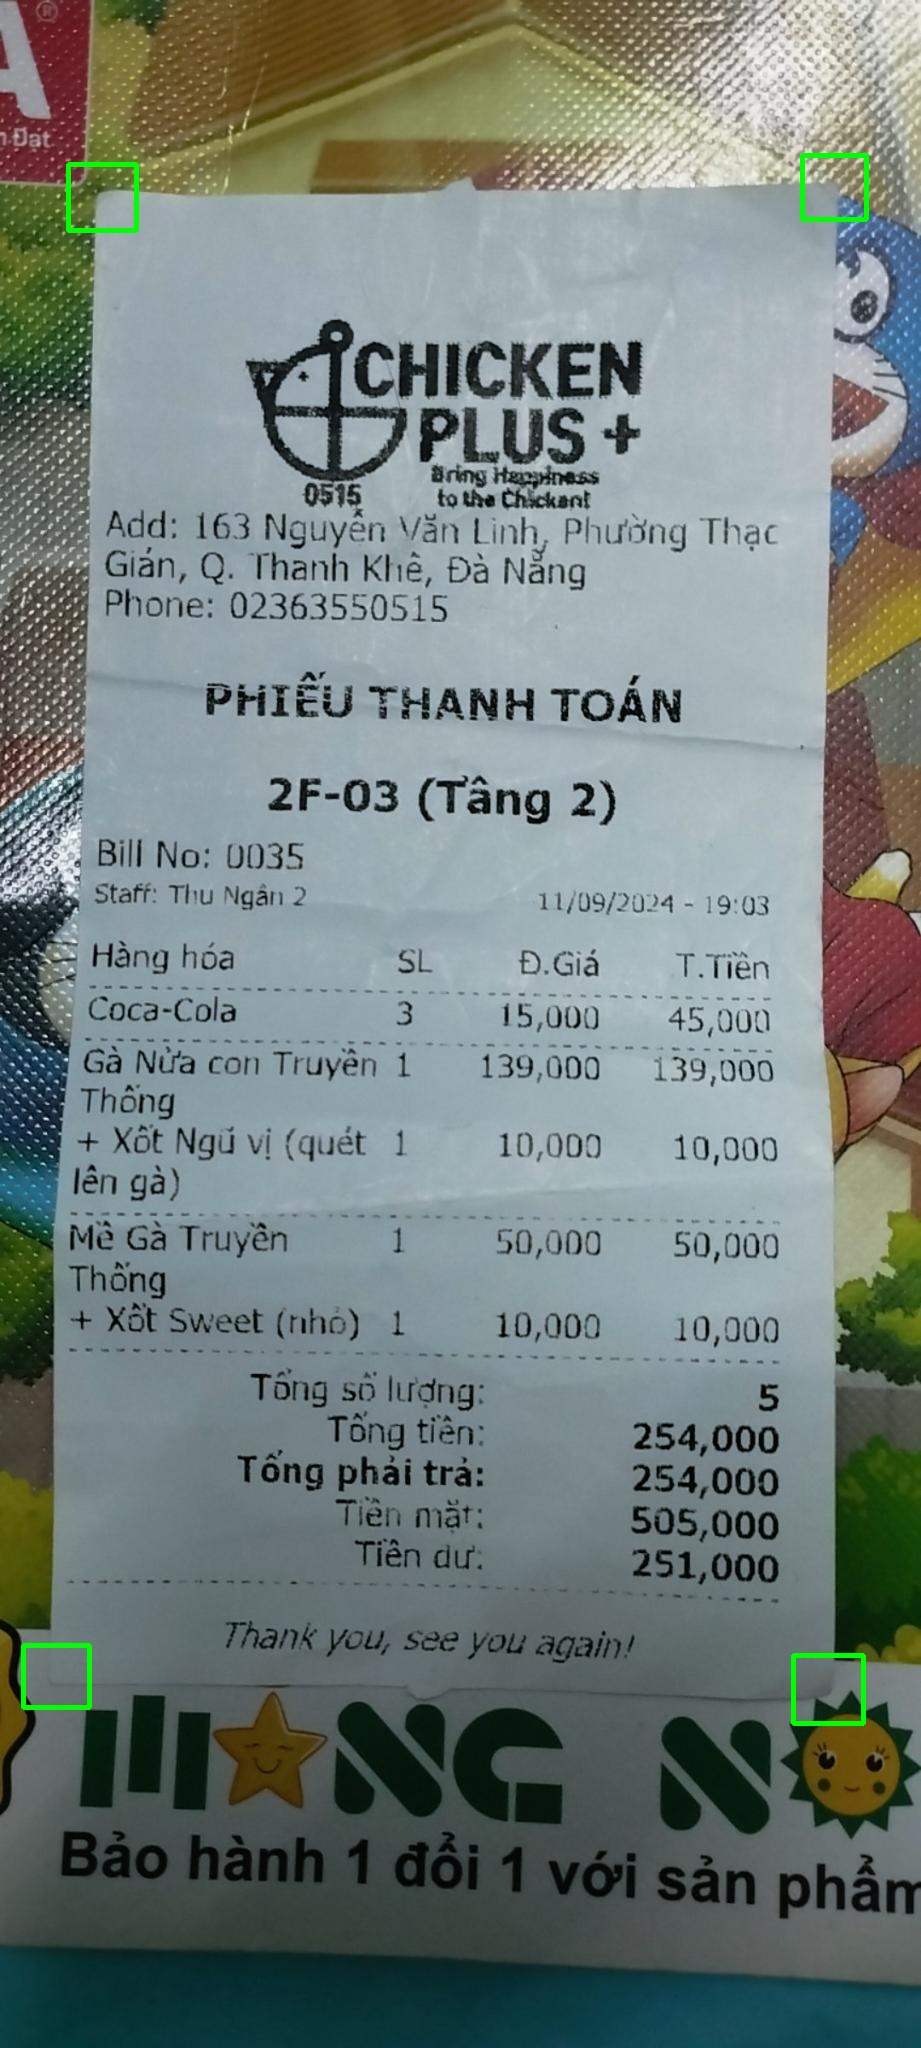 A®
n Đạt
CHICKEN
PLUS +
Bring Happiness
to the Chickent
0515
Add: 163 Nguyễn Văn Linh, Phường Thạc
Gián, Q. Thanh Khê, Đà Nẵng
Phone: 02363550515
PHIẾU THANH TOÁN
2F-03 (Tầng 2)
Bill No: 0035
Staff: Thu Ngân 2 11/09/2024 - 19:03
Hàng hóa SL Đ.Giá T.Tiền
Coca-Cola 3 15,000 45,000
Gà Nửa con Truyền 1 139,000 139,000
Thống
+ Xốt Ngũ vị (quét 1 10,000 10,000
lên gà)
Mề Gà Truyền 1 50,000 50,000
Thống
+ Xốt Sweet (nhỏ) 1 10,000 10,000
Tổng số lượng: 5
Tổng tiền: 254,000
Tổng phải trả: 254,000
Tiền mặt: 505,000
Tiền dư: 251,000
Thank you, see you again!
MANG NO
Bảo hành 1 đổi 1 với sản phẩm